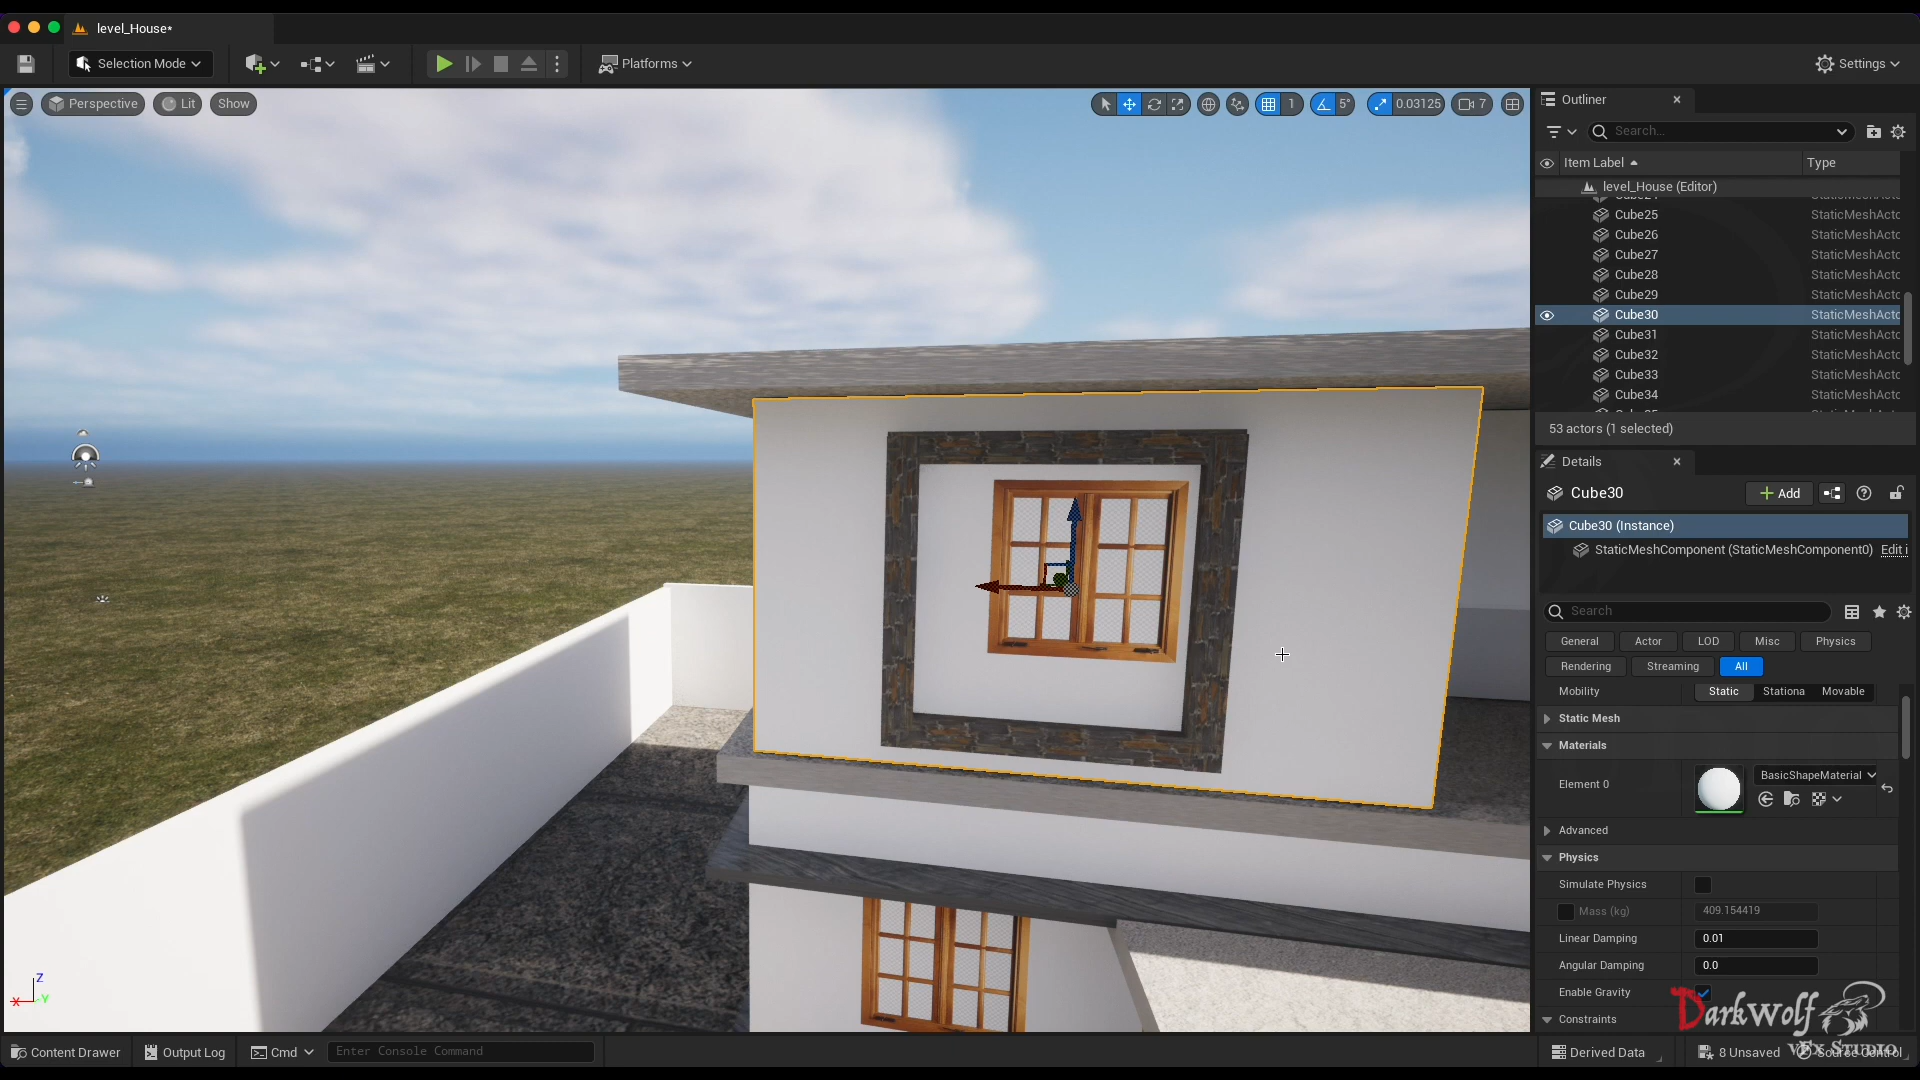 level_House*
Selection Mode
Platforms
Settings
Perspective
Lit
Show
1
5°
0.03125
7
Outliner
Search...
Item Label
Type
level_House (Editor)
Cube25
StaticMeshActo
Cube26
StaticMeshActo
Cube27
StaticMeshActo
Cube28
StaticMeshActo
Cube29
StaticMeshActo
Cube30
StaticMeshActo
Cube31
StaticMeshActo
Cube32
StaticMeshActo
Cube33
StaticMeshActo
Cube34
StaticMeshActo
53 actors (1 selected)
Details
Cube30
Add
Cube30 (Instance)
StaticMeshComponent (StaticMeshComponent0)
Edit i
Search
General
Actor
LOD
Misc
Physics
Rendering
Streaming
All
Mobility
Static
Stationa
Movable
Static Mesh
Materials
Element 0
BasicShapeMaterial
Advanced
Physics
Simulate Physics
Mass (kg)
409.154419
Linear Damping
0.01
Angular Damping
0.0
Enable Gravity
Constraints
DarkWolf
VFx Studio
Z
X
Y
Content Drawer
Output Log
Cmd
Enter Console Command
Derived Data
8 Unsaved
Source Control